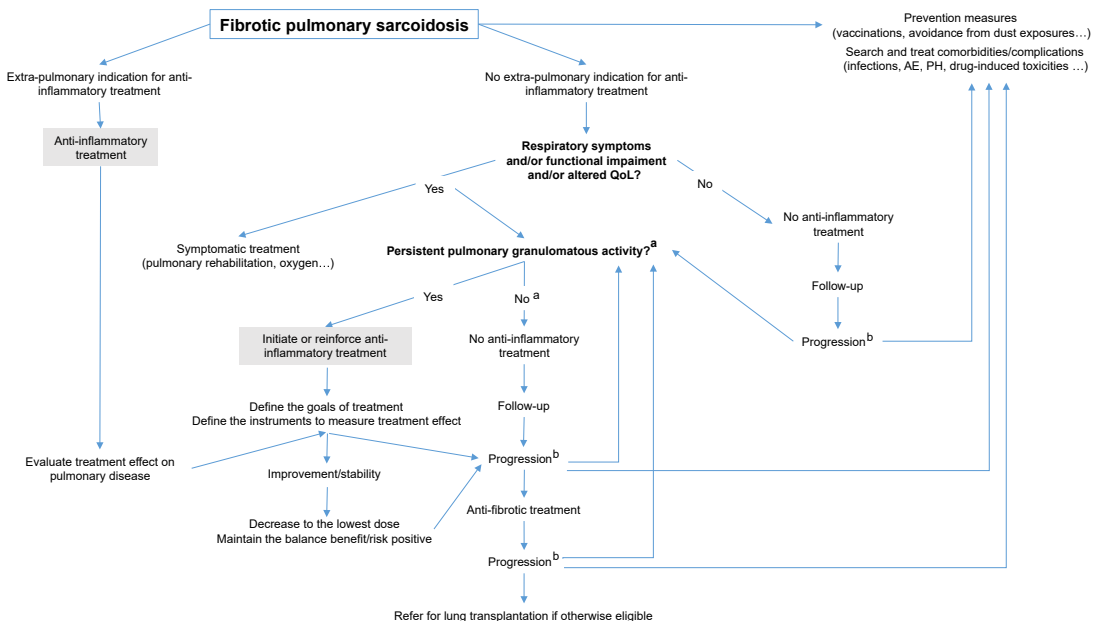 Fibrotic pulmonary sarcoidosis
Prevention measures
(vaccinations, avoidance from dust exposures…)
Search and treat comorbidities/complications
(infections, AE, PH, drug-induced toxicities …)
Extra-pulmonary indication for anti-
inflammatory treatment
No extra-pulmonary indication for anti-
inflammatory treatment
Anti-inflammatory
treatment
Respiratory symptoms
and/or functional impaiment
and/or altered QoL?
Yes
No
No anti-inflammatory
treatment
Symptomatic treatment
(pulmonary rehabilitation, oxygen…)
Persistent pulmonary granulomatous activity?a
Follow-up
Yes
No a
Initiate or reinforce anti-
inflammatory treatment
No anti-inflammatory
treatment
Progressionb
Define the goals of treatment
Define the instruments to measure treatment effect
Follow-up
Evaluate treatment effect on
pulmonary disease
Improvement/stability
Progressionb
Decrease to the lowest dose
Maintain the balance benefit/risk positive
Anti-fibrotic treatment
Progressionb
Refer for lung transplantation if otherwise eligible